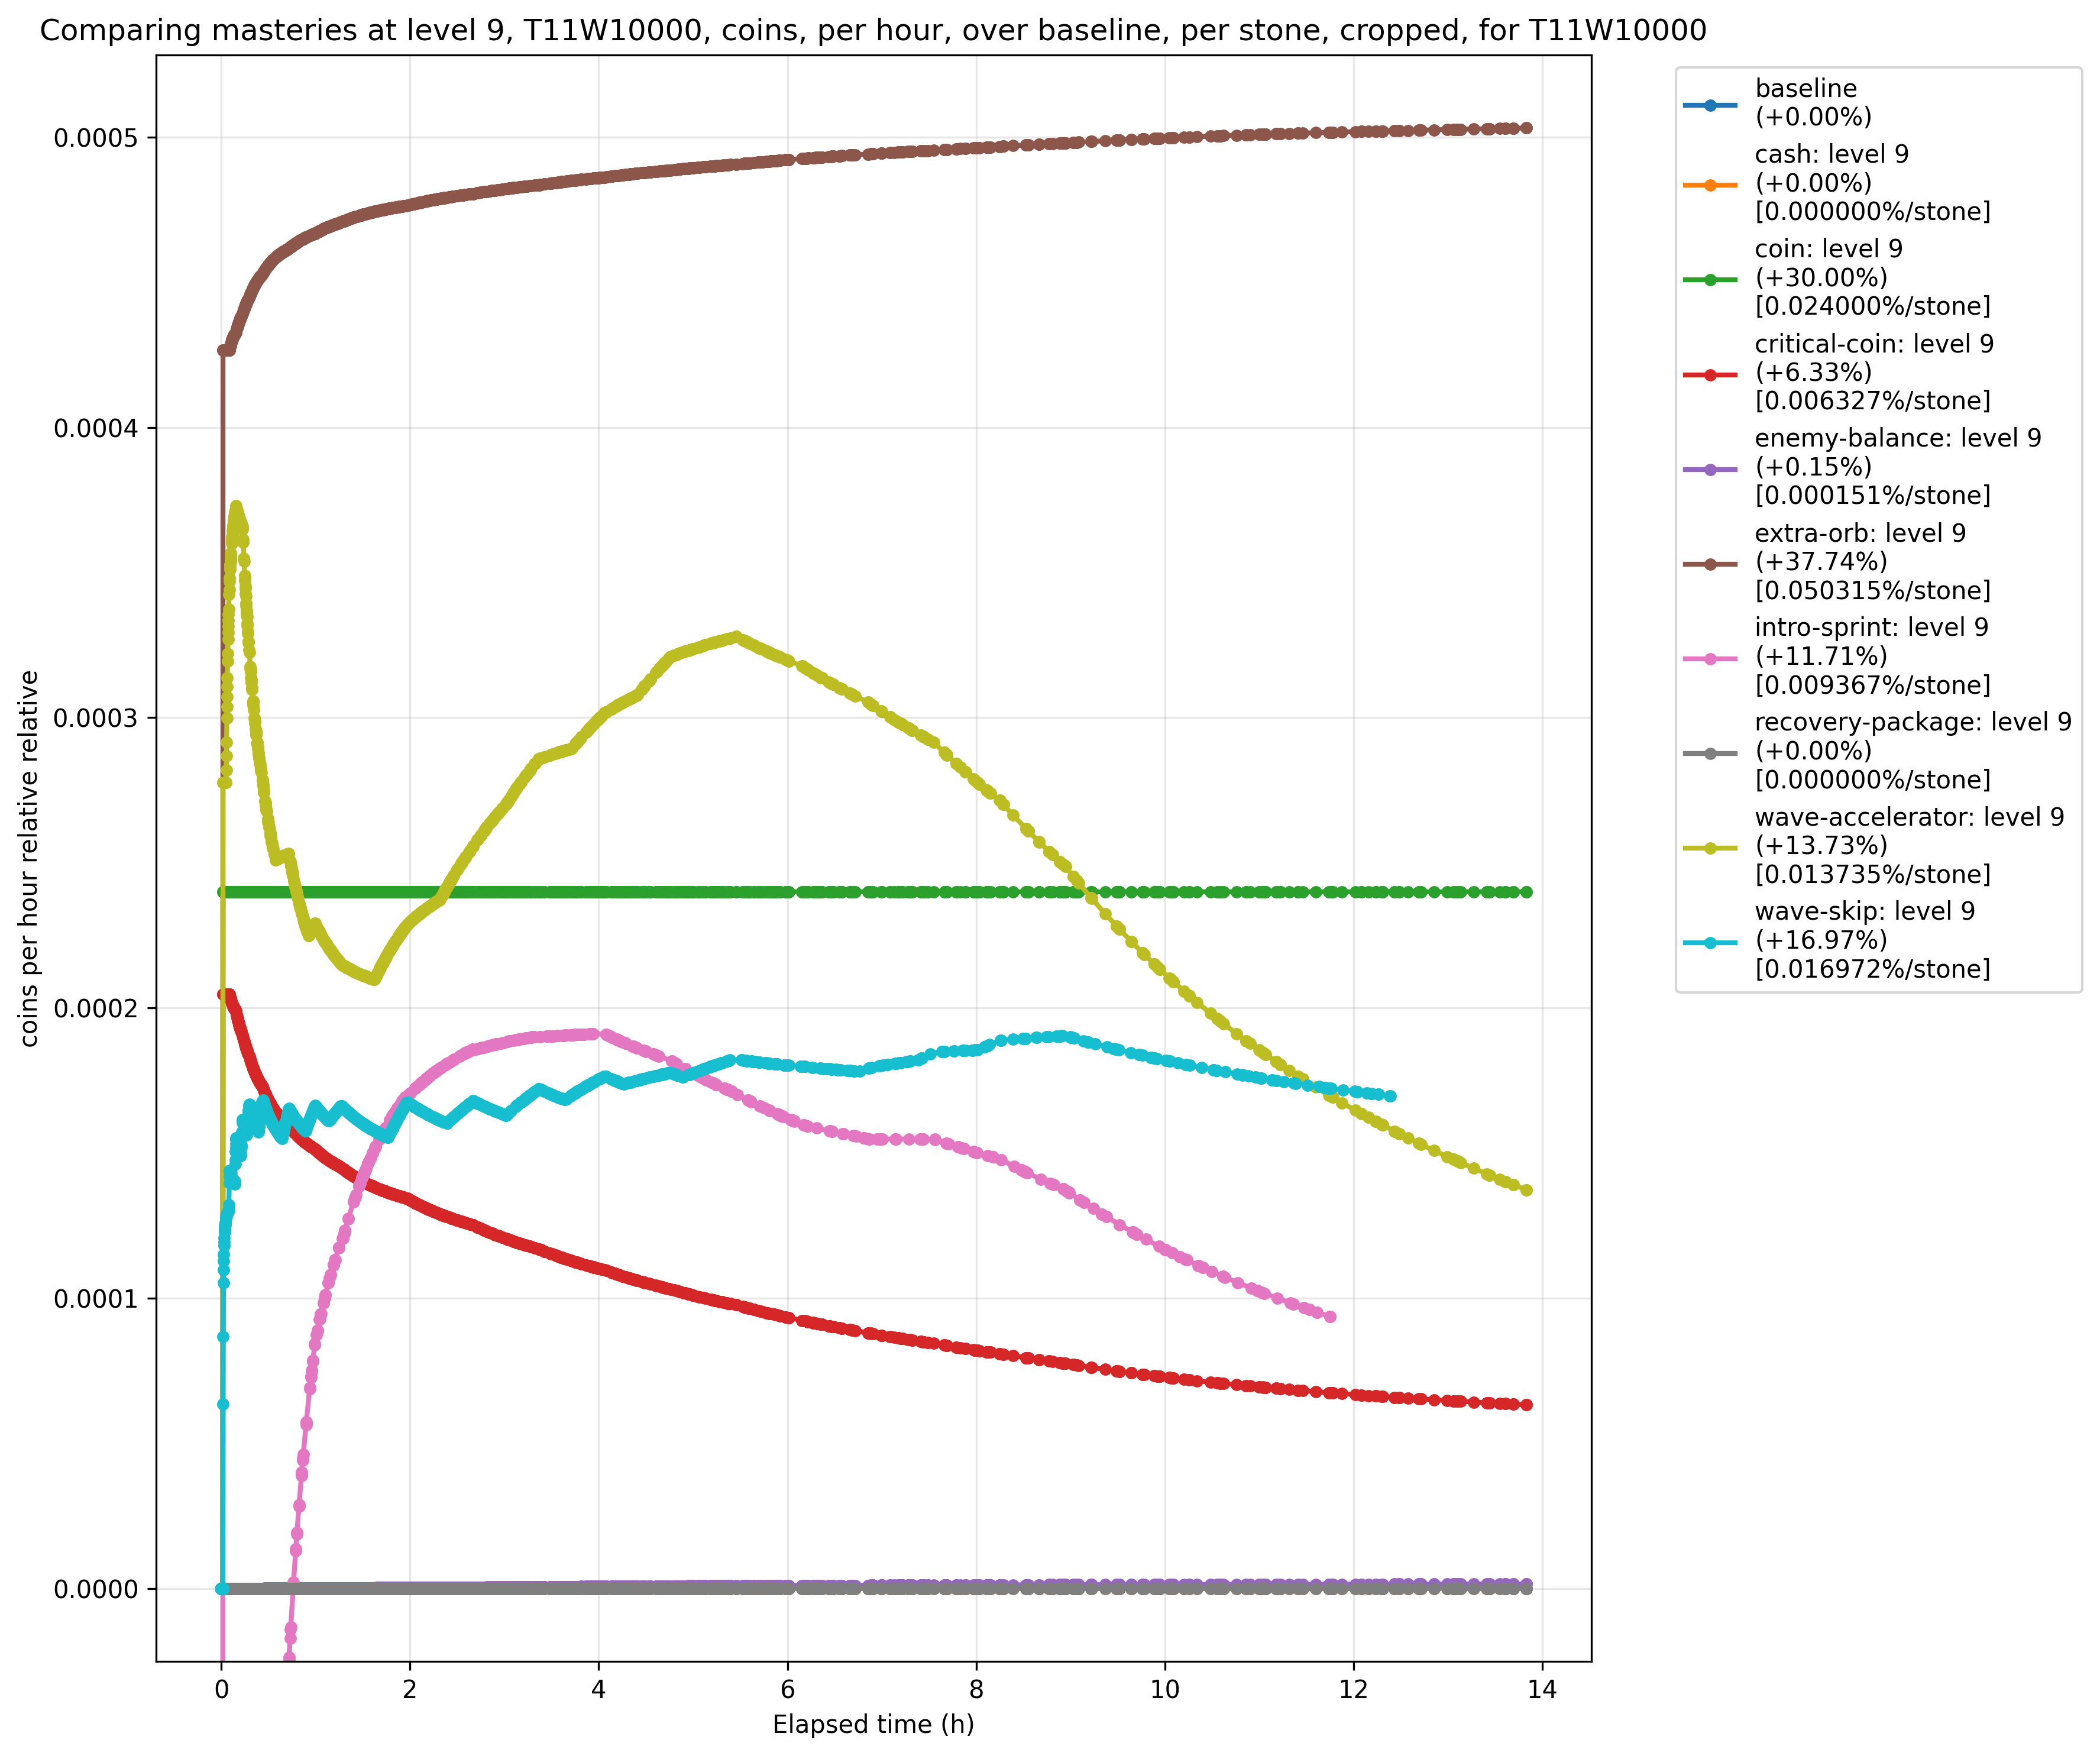 Comparing masteries at level 9, T11W10000, coins, per hour, over baseline, per stone, cropped, for T11W10000
coins per hour relative relative
0.0005
0.0004
0.0003
0.0002
0.0001
0.0000
0
2
4
6
8
10
12
14
Elapsed time (h)
baseline
(+0.00%)
cash: level 9
(+0.00%)
[0.000000%/stone]
coin: level 9
(+30.00%)
[0.024000%/stone]
critical-coin: level 9
(+6.33%)
[0.006327%/stone]
enemy-balance: level 9
(+0.15%)
[0.000151%/stone]
extra-orb: level 9
(+37.74%)
[0.050315%/stone]
intro-sprint: level 9
(+11.71%)
[0.009367%/stone]
recovery-package: level 9
(+0.00%)
[0.000000%/stone]
wave-accelerator: level 9
(+13.73%)
[0.013735%/stone]
wave-skip: level 9
(+16.97%)
[0.016972%/stone]